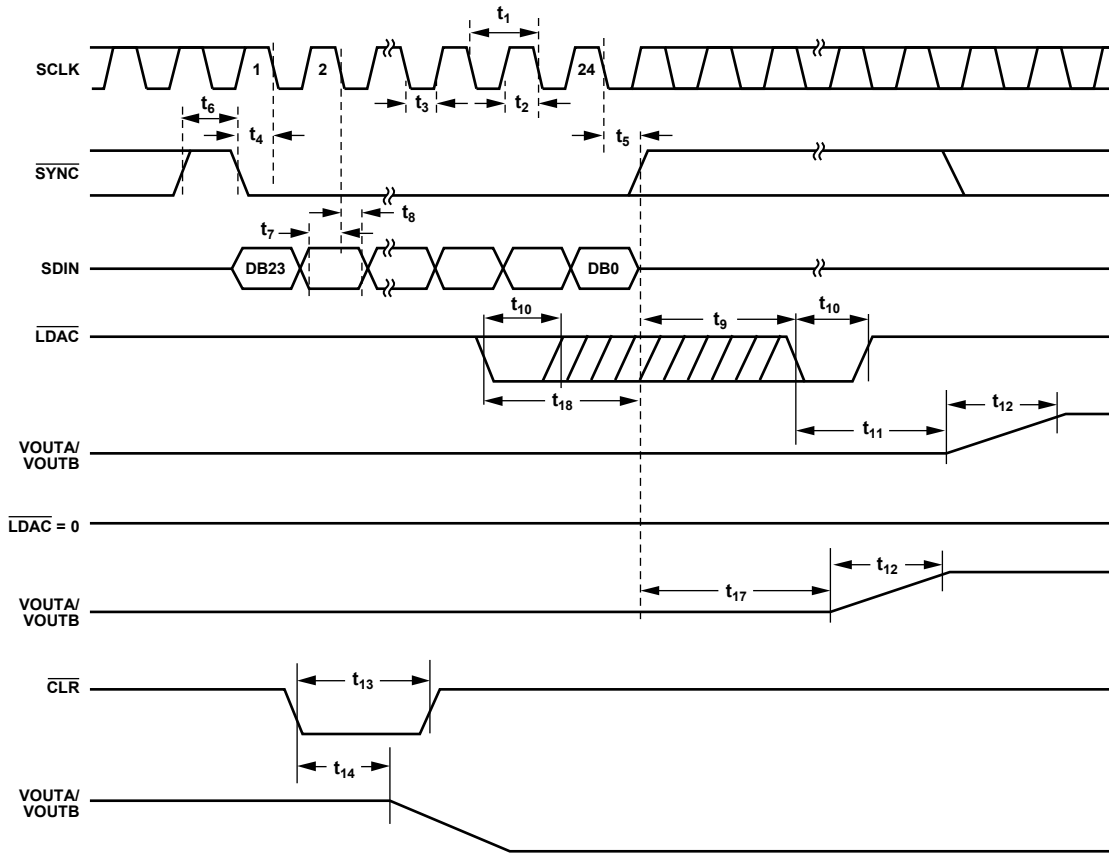 t1
SCLK
1
2
24
t3
t2
t6
t4
t5
SYNC
t7
t8
SDIN
DB23
DB0
t10
t9
t10
LDAC
t18
t11
t12
VOUTA/
VOUTB
LDAC = 0
t17
t12
VOUTA/
VOUTB
t13
CLR
t14
VOUTA/
VOUTB